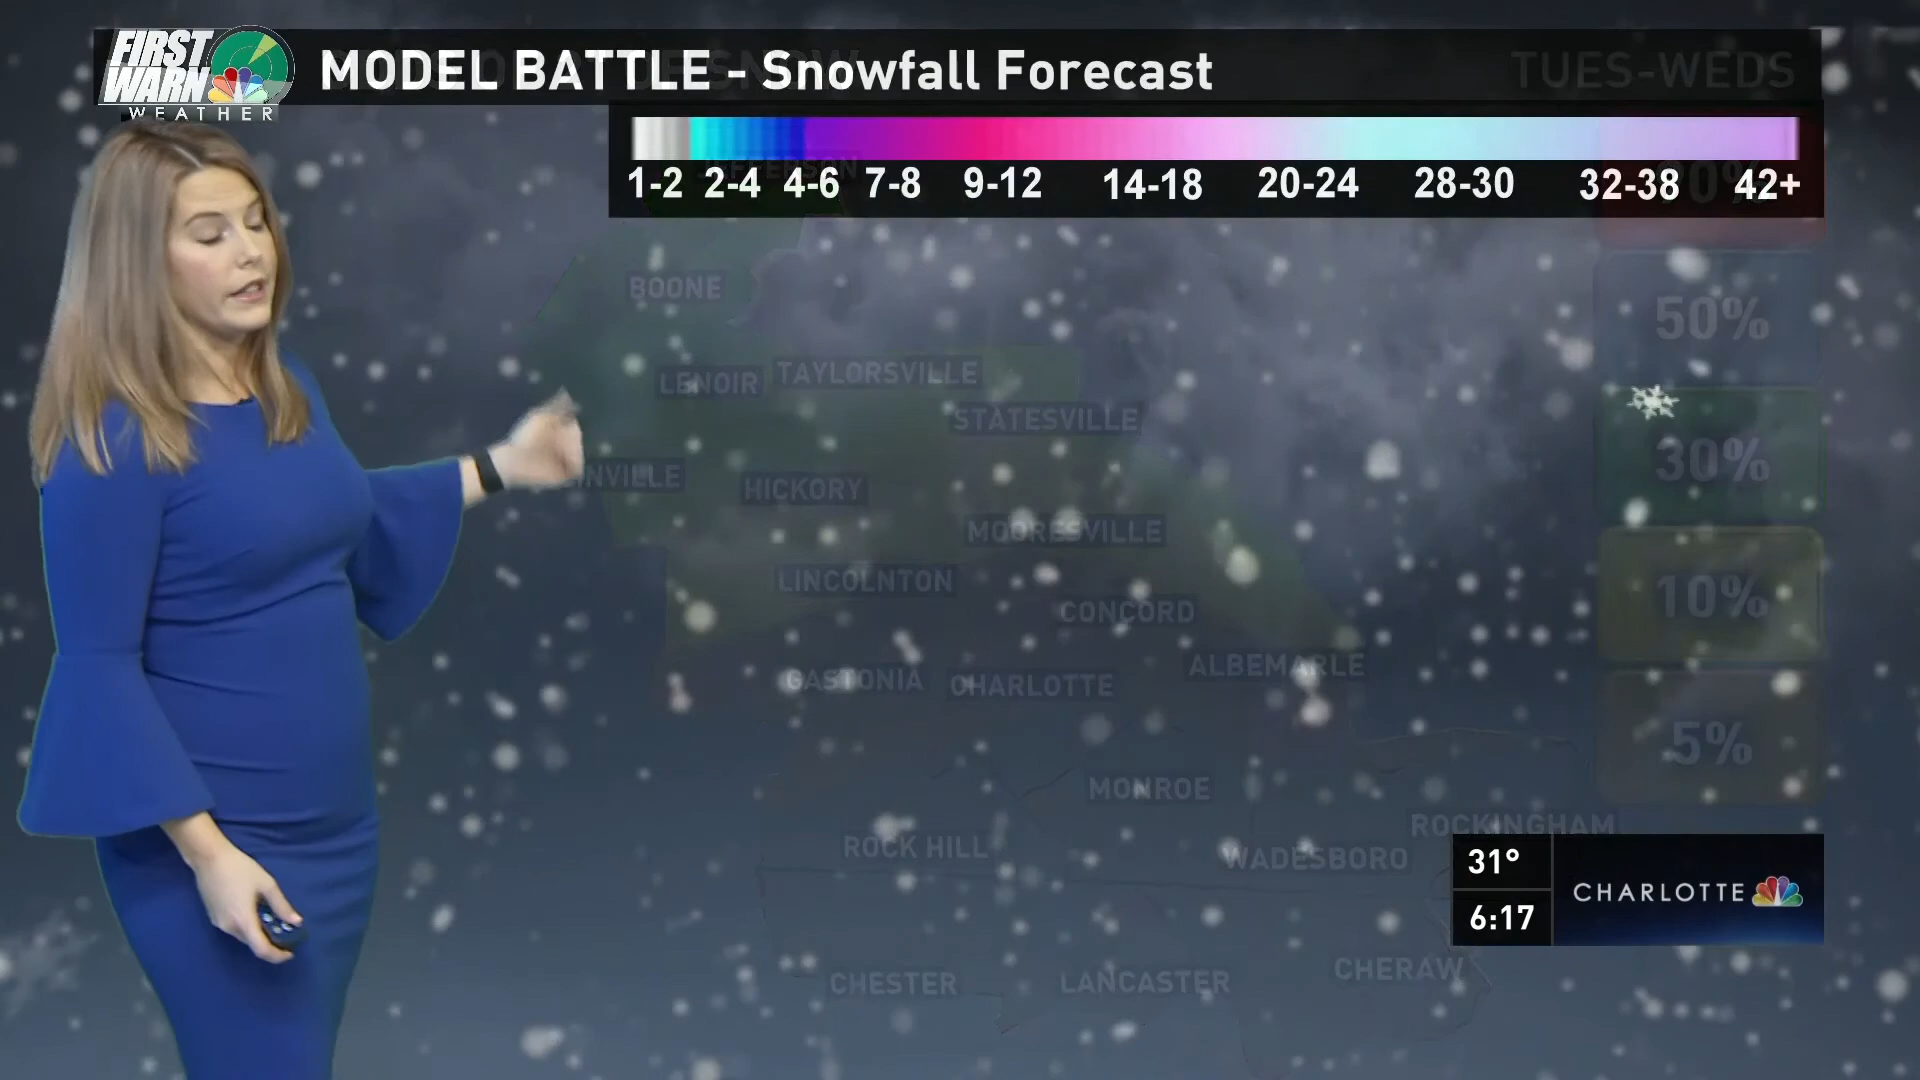 FIRST
WARN
WEATHER
MODEL BATTLE - Snowfall Forecast
TUES-WEDS
1-2 2-4 4-6 7-8 9-12 14-18 20-24 28-30 32-38 42+
JEFFERSON
BOONE
50%
LENOIR
TAYLORSVILLE
STATESVILLE
30%
NVILLE
HICKORY
MOORESVILLE
LINCOLNTON
CONCORD
10%
ALBEMARLE
GASTONIA
CHARLOTTE
5%
MONROE
ROCKINGHAM
ROCK HILL
WADESBORO
31°
CHARLOTTE
6:17
CHERAW
CHESTER
LANCASTER